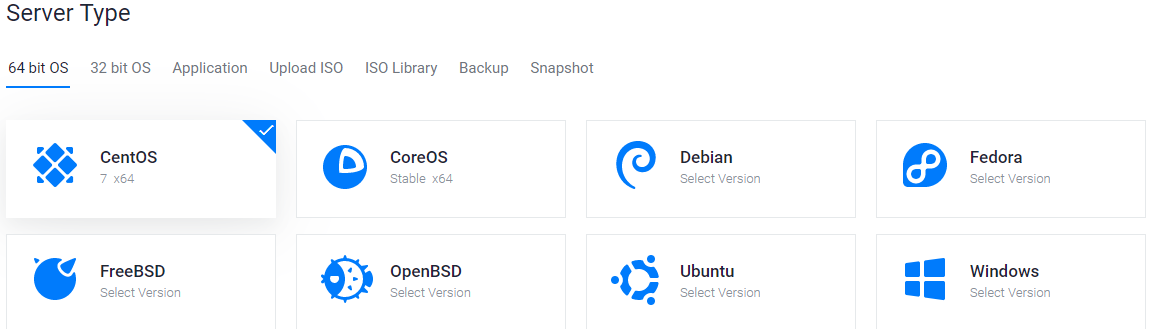 Server Type
64 bit OS 32 bit OS Application Upload ISO ISO Library Backup Snapshot
CentOS CoreOS Debian Fedora
7 x64 Stable x64 Select Version Select Version
FreeBSD OpenBSD Ubuntu Windows
Select Version Select Version Select Version Select Version